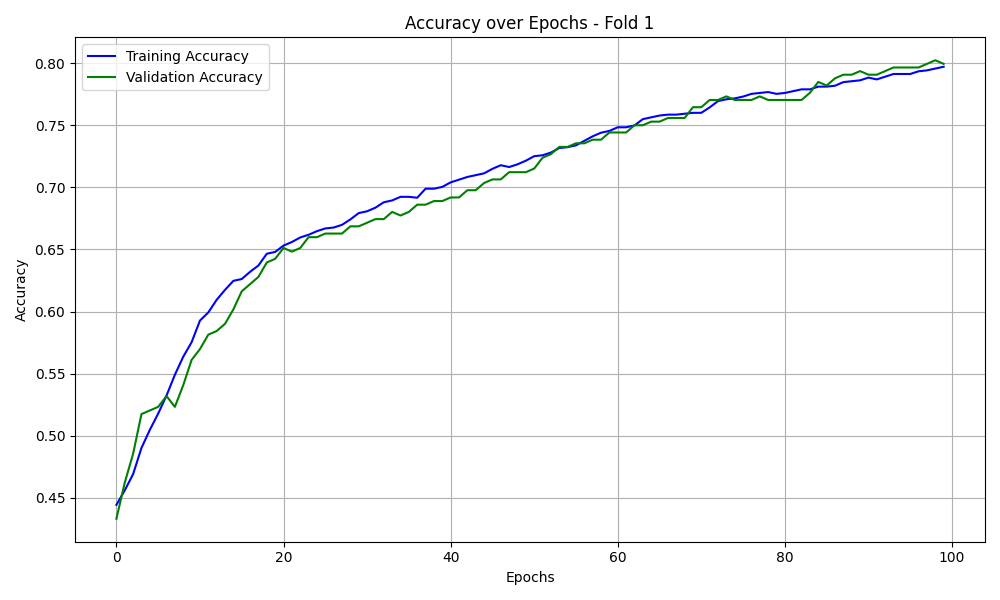 Accuracy over Epochs - Fold 1
Training Accuracy
Validation Accuracy
Accuracy
0.80
0.75
0.70
0.65
0.60
0.55
0.50
0.45
0 20 40 60 80 100
Epochs